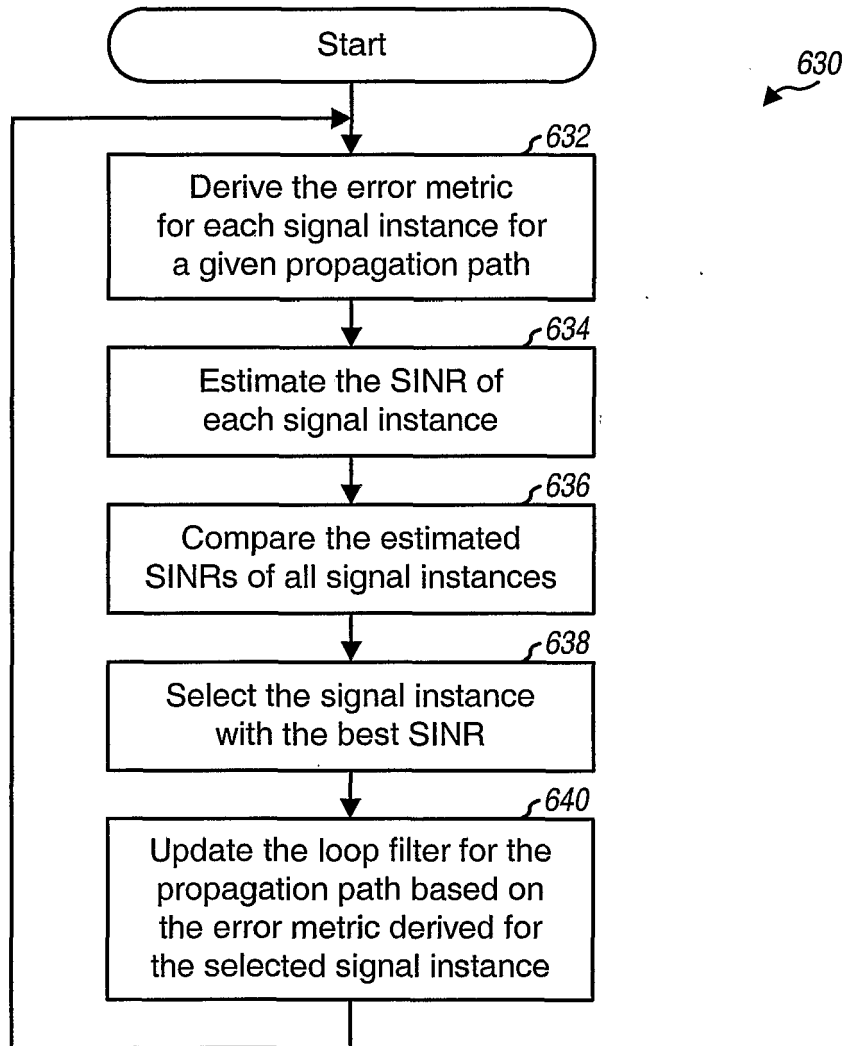 Start
630
632
Derive the error metric
for each signal instance for
a given propagation path
634
Estimate the SINR of
each signal instance
636
Compare the estimated
SINRs of all signal instances
638
Select the signal instance
with the best SINR
640
Update the loop filter for the
propagation path based on
the error metric derived for
the selected signal instance